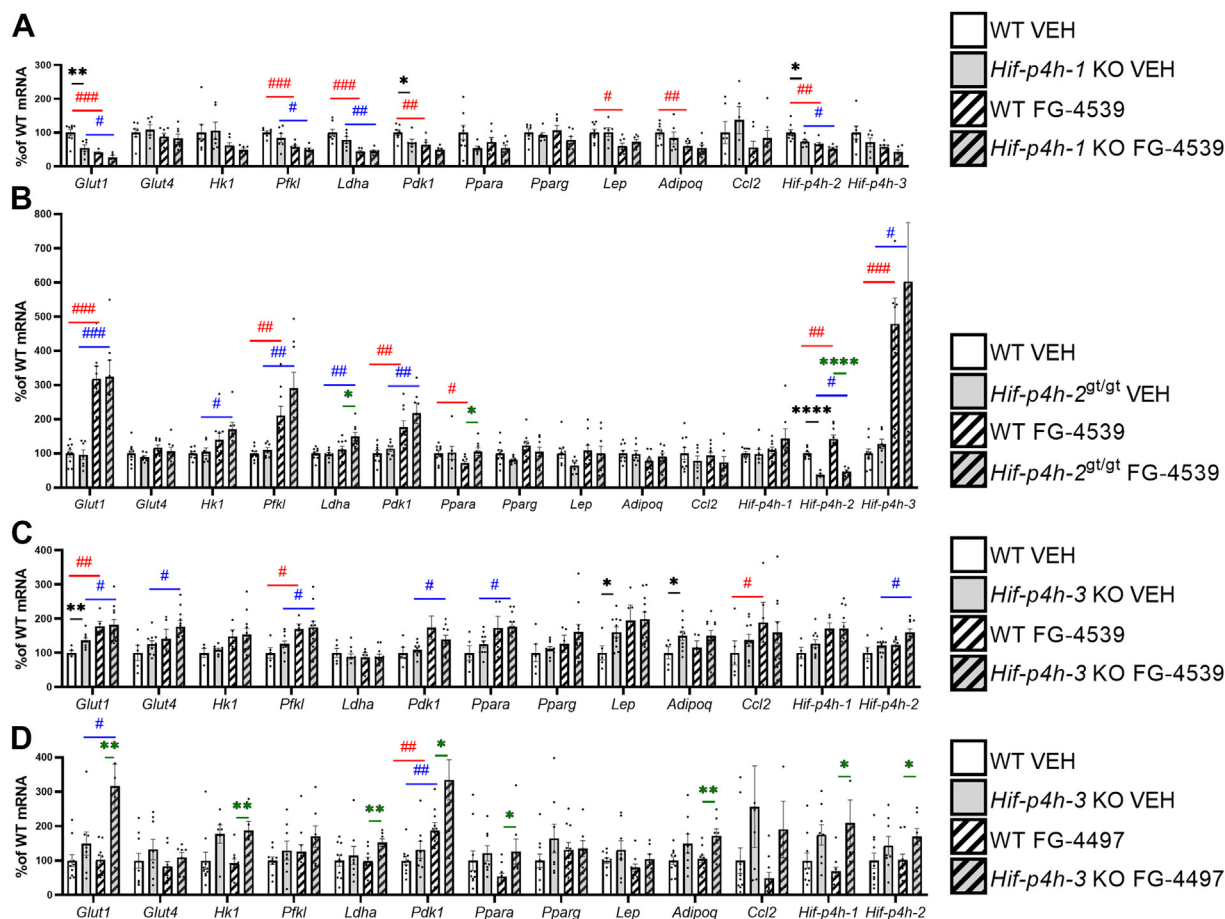 A
%of WT mRNA
300
200
100
0
**
###
#
###
#
###
##
*
##
#
##
*
##
#
Glut1 Glut4 Hk1 Pfkl Ldha Pdk1 Ppara Pparg Lep Adipoq Ccl2 Hif-p4h-2 Hif-p4h-3
WT VEH
Hif-p4h-1 KO VEH
WT FG-4539
Hif-p4h-1 KO FG-4539
B
%of WT mRNA
800
700
600
500
400
300
200
100
0
###
###
#
##
##
##
*
##
##
#
*
##
****
#
****
#
###
Glut1 Glut4 Hk1 Pfkl Ldha Pdk1 Ppara Pparg Lep Adipoq Ccl2 Hif-p4h-1 Hif-p4h-2 Hif-p4h-3
WT VEH
Hif-p4h-2gt/gt VEH
WT FG-4539
Hif-p4h-2gt/gt FG-4539
C
%of WT mRNA
400
300
200
100
0
##
#
**
#
#
#
#
#
*
*
#
#
Glut1 Glut4 Hk1 Pfkl Ldha Pdk1 Ppara Pparg Lep Adipoq Ccl2 Hif-p4h-1 Hif-p4h-2
WT VEH
Hif-p4h-3 KO VEH
WT FG-4539
Hif-p4h-3 KO FG-4539
D
%of WT mRNA
400
300
200
100
0
#
**
**
**
##
##
*
*
**
*
*
Glut1 Glut4 Hk1 Pfkl Ldha Pdk1 Ppara Pparg Lep Adipoq Ccl2 Hif-p4h-1 Hif-p4h-2
WT VEH
Hif-p4h-3 KO VEH
WT FG-4497
Hif-p4h-3 KO FG-4497